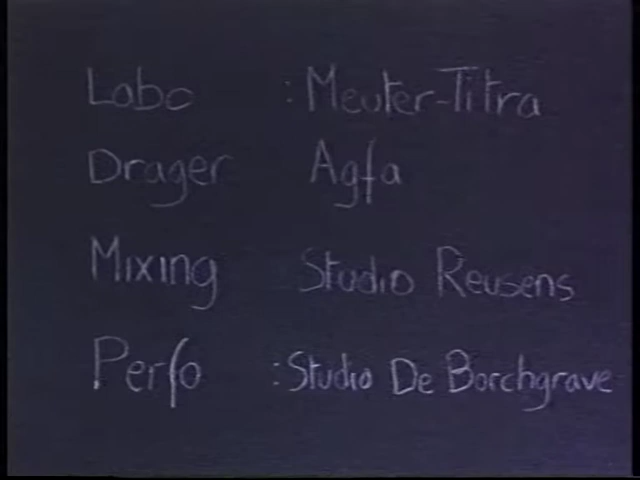 Labo : Meuter-Titra
Drager Agfa
Mixing Studio Reusens
Perfo : Studio De Borchgrave